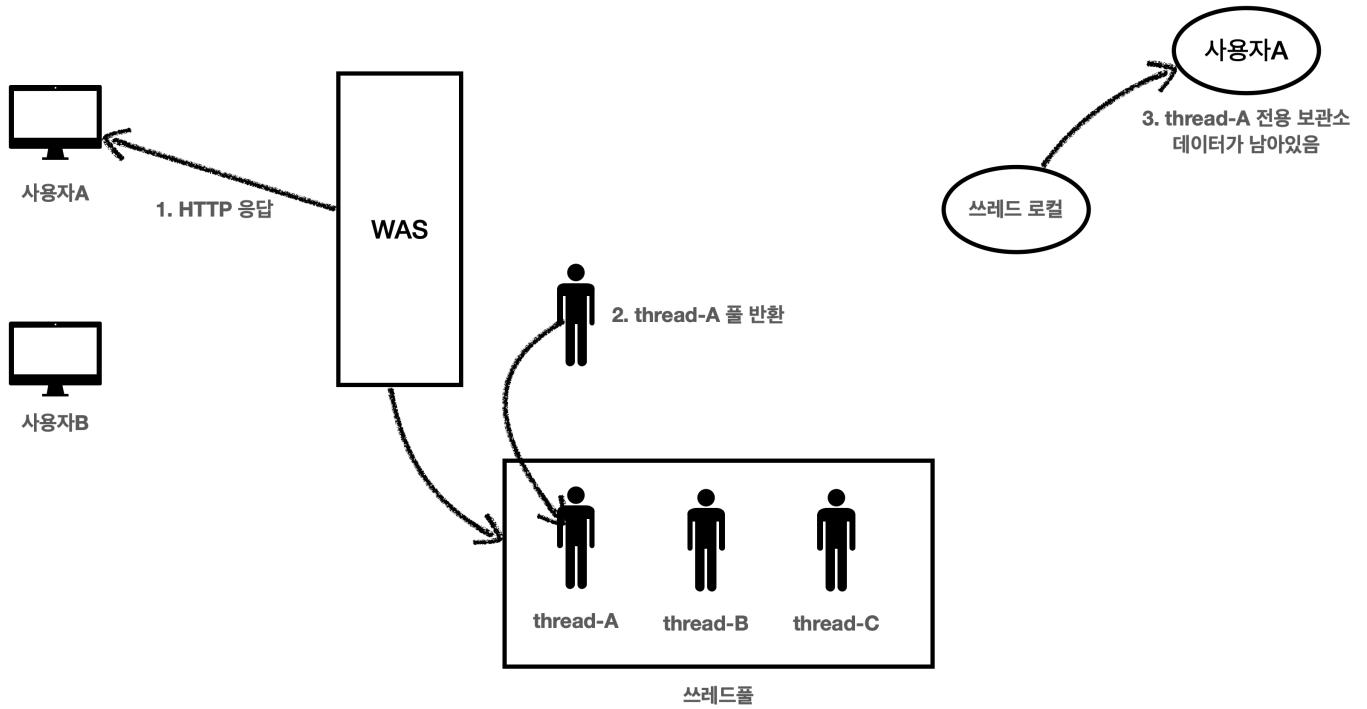 사용자A
3. thread-A 전용 보관소
데이터가 남아있음
쓰레드 로컬
사용자A
1. HTTP 응답
WAS
2. thread-A 풀 반환
사용자B
thread-A
thread-B
thread-C
쓰레드풀